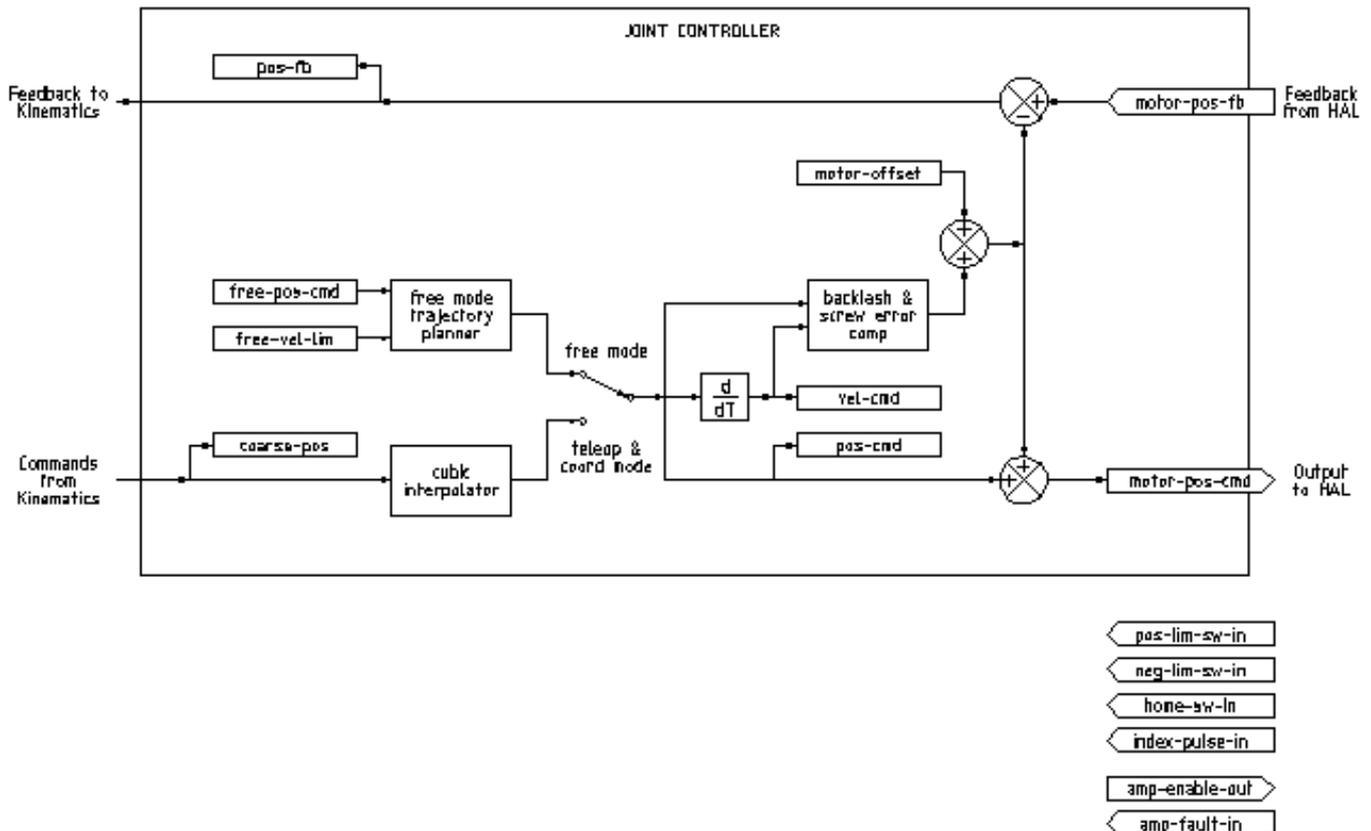 JOINT CONTROLLER
pos-fb
Feedback to
Kinematics
motor-pos-fb
Feedback
from HAL
motor-offset
free-pos-cmd
free-vel-lim
free mode
trajectory
planner
backlash &
screw error
comp
free mode
d
dT
vel-cmd
pos-cmd
coarse-pos
teleop &
coord mode
Commands
from
Kinematics
cubic
interpolator
motor-pos-cmd
Output
to HAL
+
-
+
+
+
+
pos-lim-sw-in
neg-lim-sw-in
home-sw-in
index-pulse-in
amp-enable-out
amp-fault-in